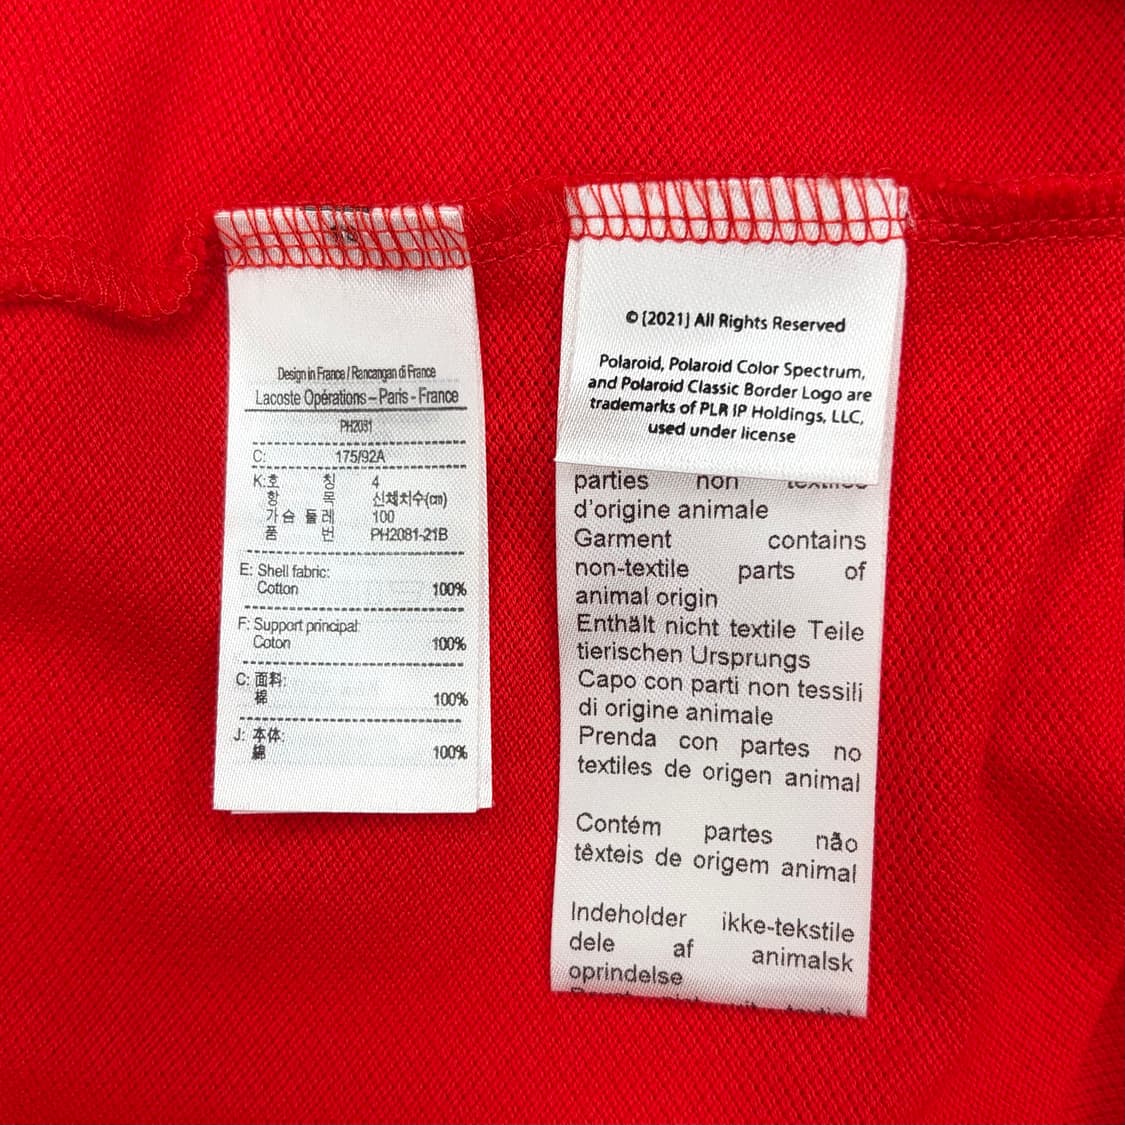 Design in France / Rancangan di France
Lacoste Opérations – Paris - France
PH2081
C: 175/92A
K:호 칭 4
항 목 신체치수(cm)
가슴 둘레 100
품 번 PH2081-21B
E: Shell fabric:
Cotton 100%
F: Support principal:
Coton 100%
C: 面料:
棉 100%
J: 本体:
綿 100%
© [2021] All Rights Reserved
Polaroid, Polaroid Color Spectrum,
and Polaroid Classic Border Logo are
trademarks of PLR IP Holdings, LLC,
used under license
parties non textiles
d'origine animale
Garment contains
non-textile parts of
animal origin
Enthält nicht textile Teile
tierischen Ursprungs
Capo con parti non tessili
di origine animale
Prenda con partes no
textiles de origen animal
Contém partes não
têxteis de origem animal
Indeholder ikke-tekstile
dele af animalsk
oprindelse